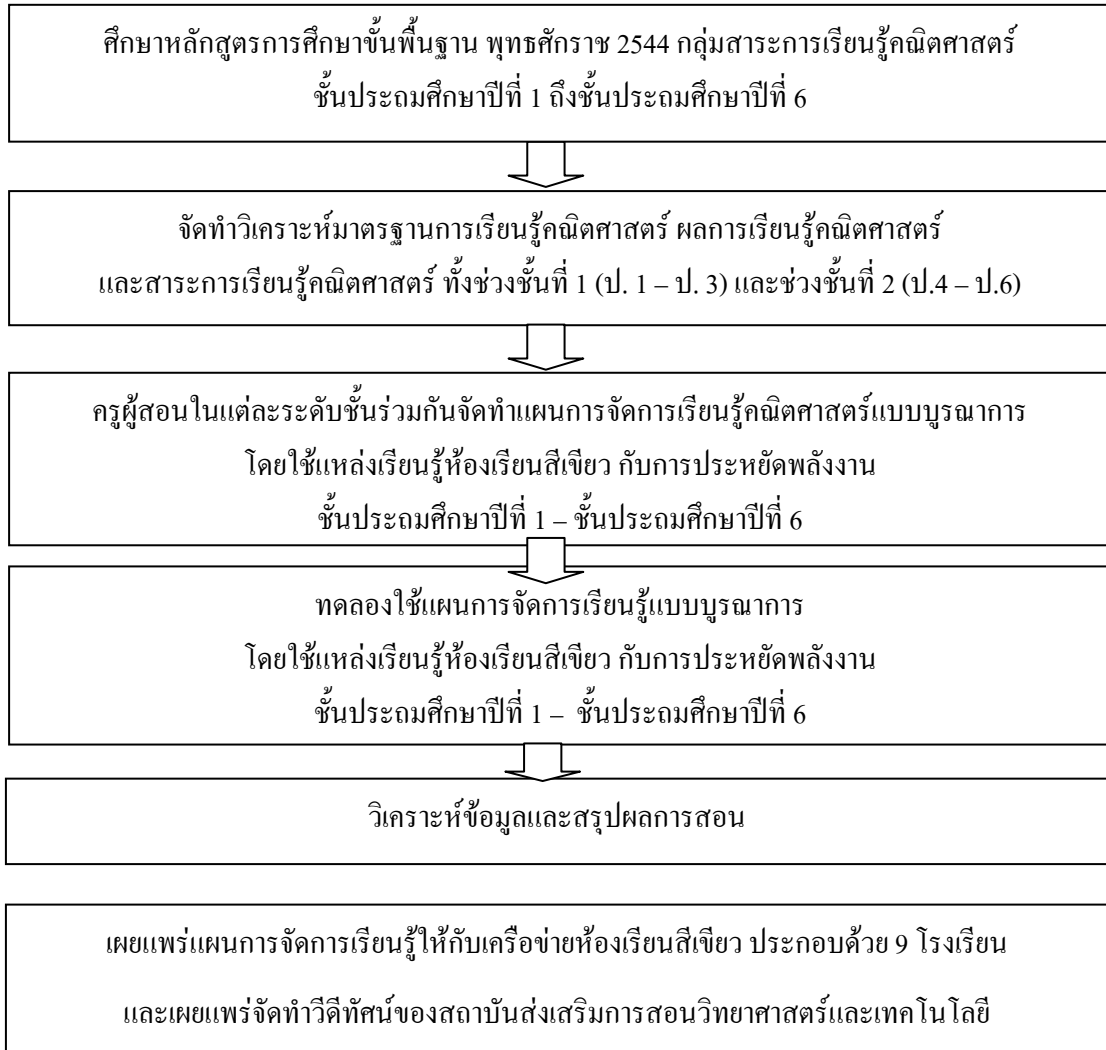 ศึกษาหลักสูตรการศึกษาขั้นพื้นฐาน พุทธศักราช 2544 กลุ่มสาระการเรียนรู้คณิตศาสตร์
ชั้นประถมศึกษาปีที่ 1 ถึงชั้นประถมศึกษาปีที่ 6
จัดทำวิเคราะห์มาตรฐานการเรียนรู้คณิตศาสตร์ ผลการเรียนรู้คณิตศาสตร์
และสาระการเรียนรู้คณิตศาสตร์ ทั้งช่วงชั้นที่ 1 (ป. 1 – ป. 3) และช่วงชั้นที่ 2 (ป.4 – ป.6)
ครูผู้สอนในแต่ละระดับชั้นร่วมกันจัดทำแผนการจัดการเรียนรู้คณิตศาสตร์แบบบูรณาการ
โดยใช้แหล่งเรียนรู้ห้องเรียนสีเขียว กับการประหยัดพลังงาน
ชั้นประถมศึกษาปีที่ 1 – ชั้นประถมศึกษาปีที่ 6
ทดลองใช้แผนการจัดการเรียนรู้แบบบูรณาการ
โดยใช้แหล่งเรียนรู้ห้องเรียนสีเขียว กับการประหยัดพลังงาน
ชั้นประถมศึกษาปีที่ 1 – ชั้นประถมศึกษาปีที่ 6
วิเคราะห์ข้อมูลและสรุปผลการสอน
เผยแพร่แผนการจัดการเรียนรู้ให้กับเครือข่ายห้องเรียนสีเขียว ประกอบด้วย 9 โรงเรียน
และเผยแพร่จัดทำวีดีทัศน์ของสถาบันส่งเสริมการสอนวิทยาศาสตร์และเทคโนโลยี